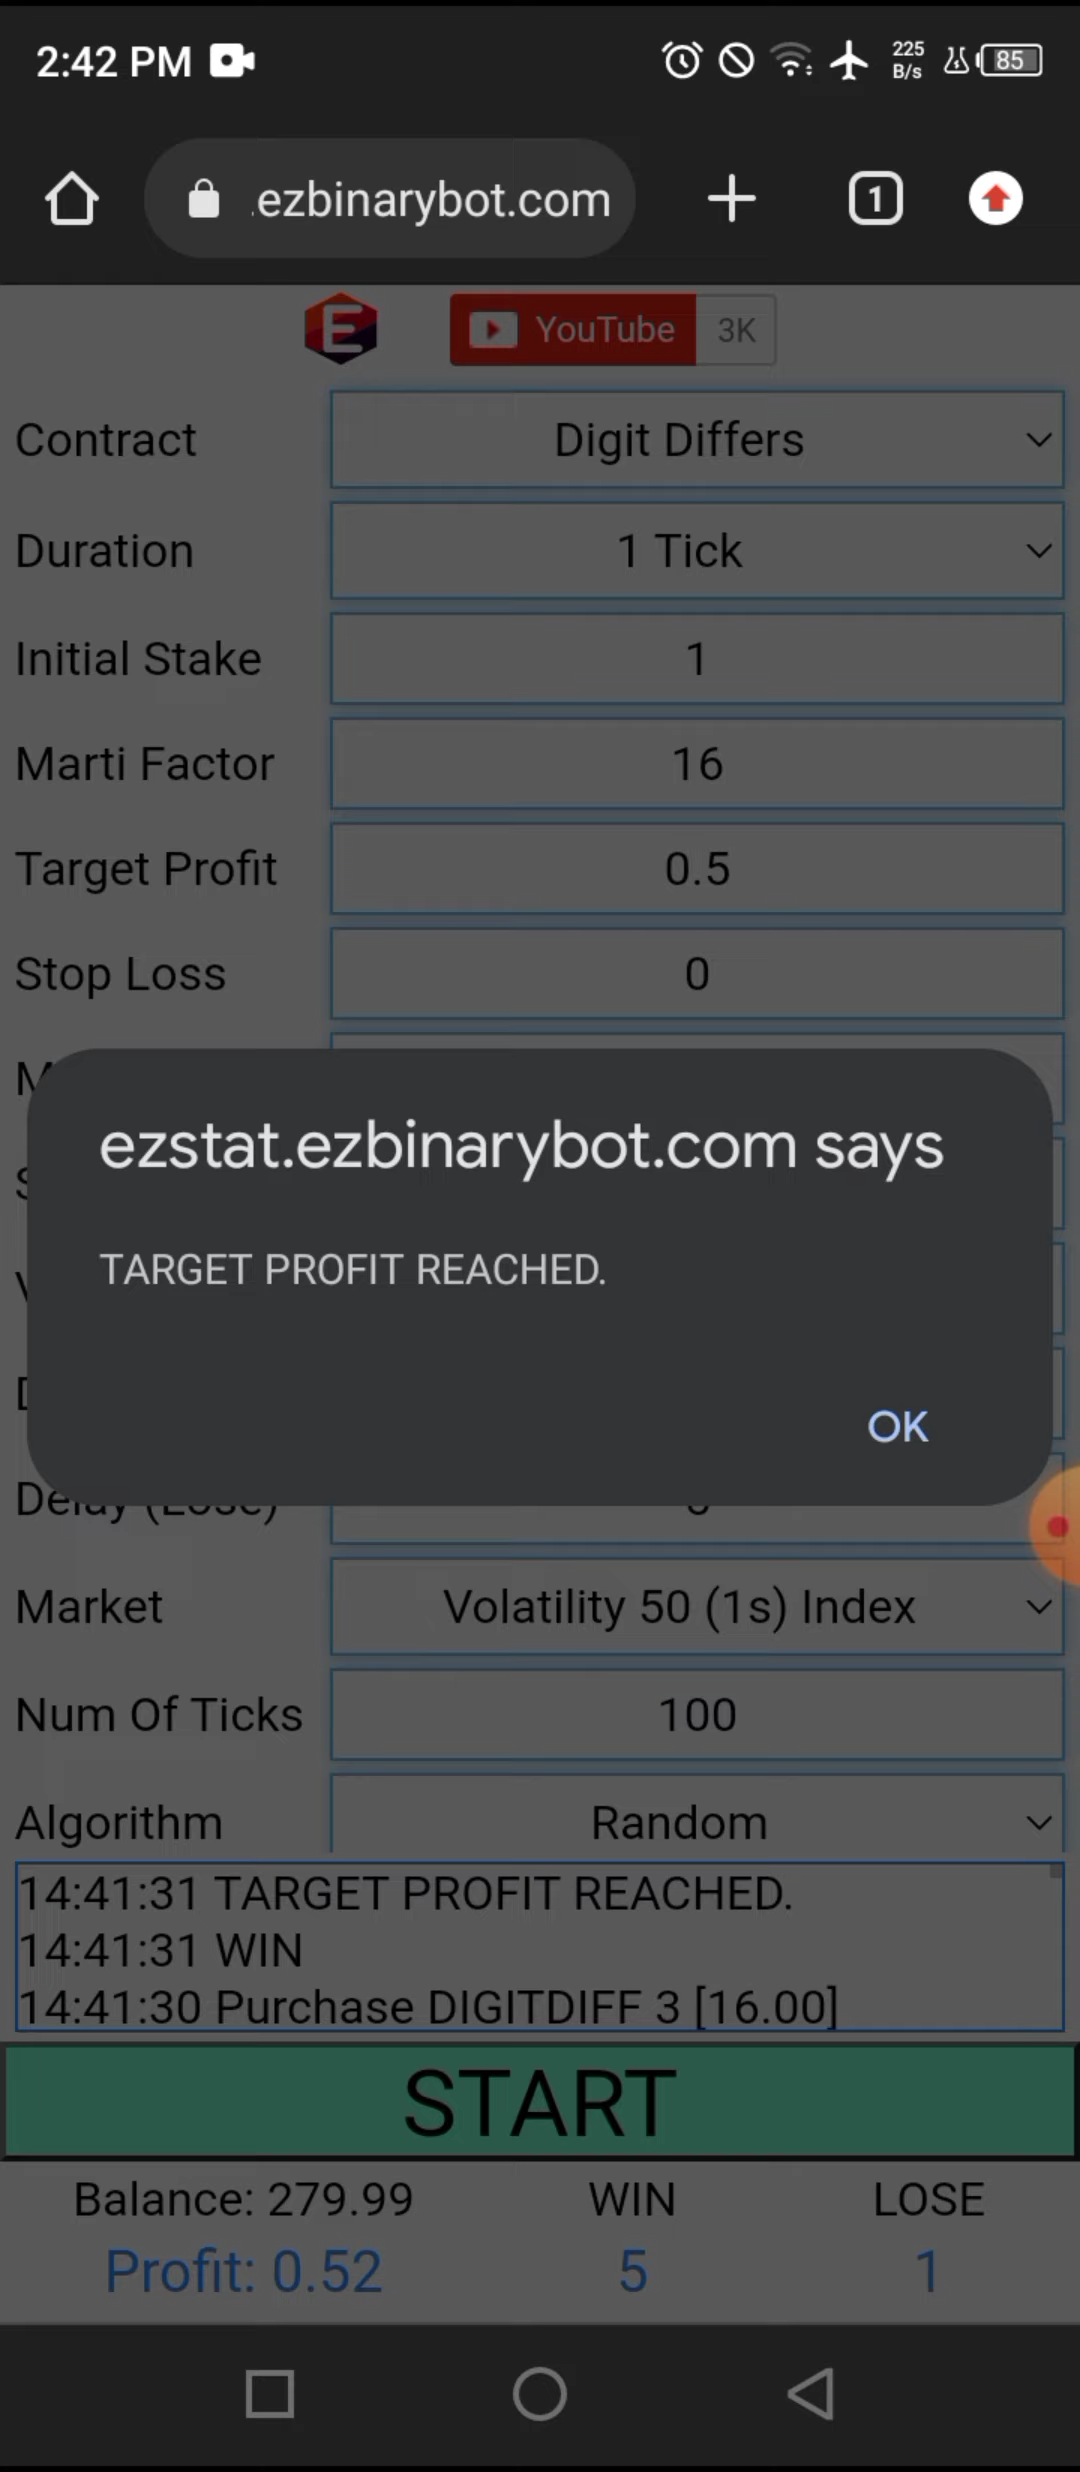 2:42 PM
225
B/s
85
.ezbinarybot.com
1
E
YouTube 3K
Contract Digit Differs
Duration 1 Tick
Initial Stake 1
Marti Factor 16
Target Profit 0.5
Stop Loss 0
ezstat.ezbinarybot.com says
TARGET PROFIT REACHED.
OK
Delay (Lose)
Market Volatility 50 (1s) Index
Num Of Ticks 100
Algorithm Random
14:41:31 TARGET PROFIT REACHED.
14:41:31 WIN
14:41:30 Purchase DIGITDIFF 3 [16.00]
START
Balance: 279.99 WIN LOSE
Profit: 0.52 5 1